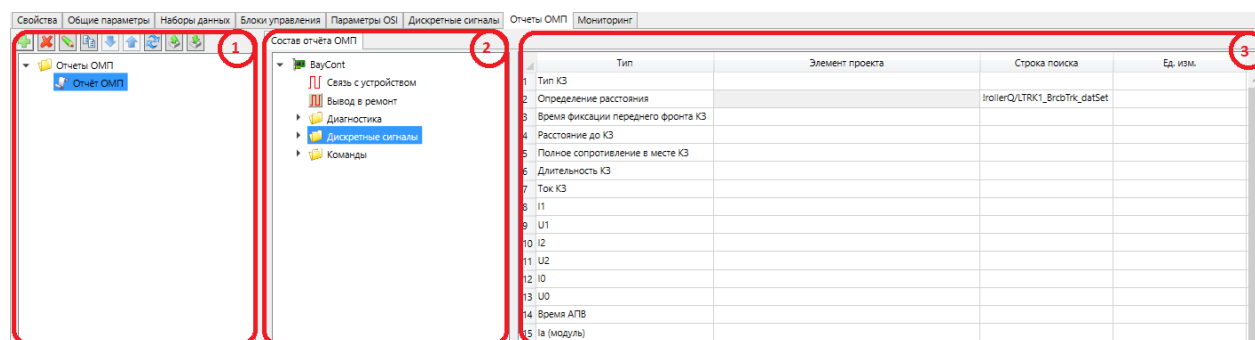 Свойства Общие параметры Наборы данных Блоки управления Параметры OSI Дискретные сигналы Отчеты ОМП Мониторинг
1
Отчеты ОМП
Отчёт ОМП
Состав отчёта ОМП
2
BayCont
Связь с устройством
Вывод в ремонт
Диагностика
Дискретные сигналы
Команды
3
Тип Элемент проекта Строка поиска Ед. изм.
1 Тип КЗ
2 Определение расстояния IrollerQ/LTRK1_BrcbTrk_datSet
3 Время фиксации переднего фронта КЗ
4 Расстояние до КЗ
5 Полное сопротивление в месте КЗ
6 Длительность КЗ
7 Ток КЗ
8 I1
9 U1
10 I2
11 U2
12 I0
13 U0
14 Время АПВ
15 Ia (модуль)